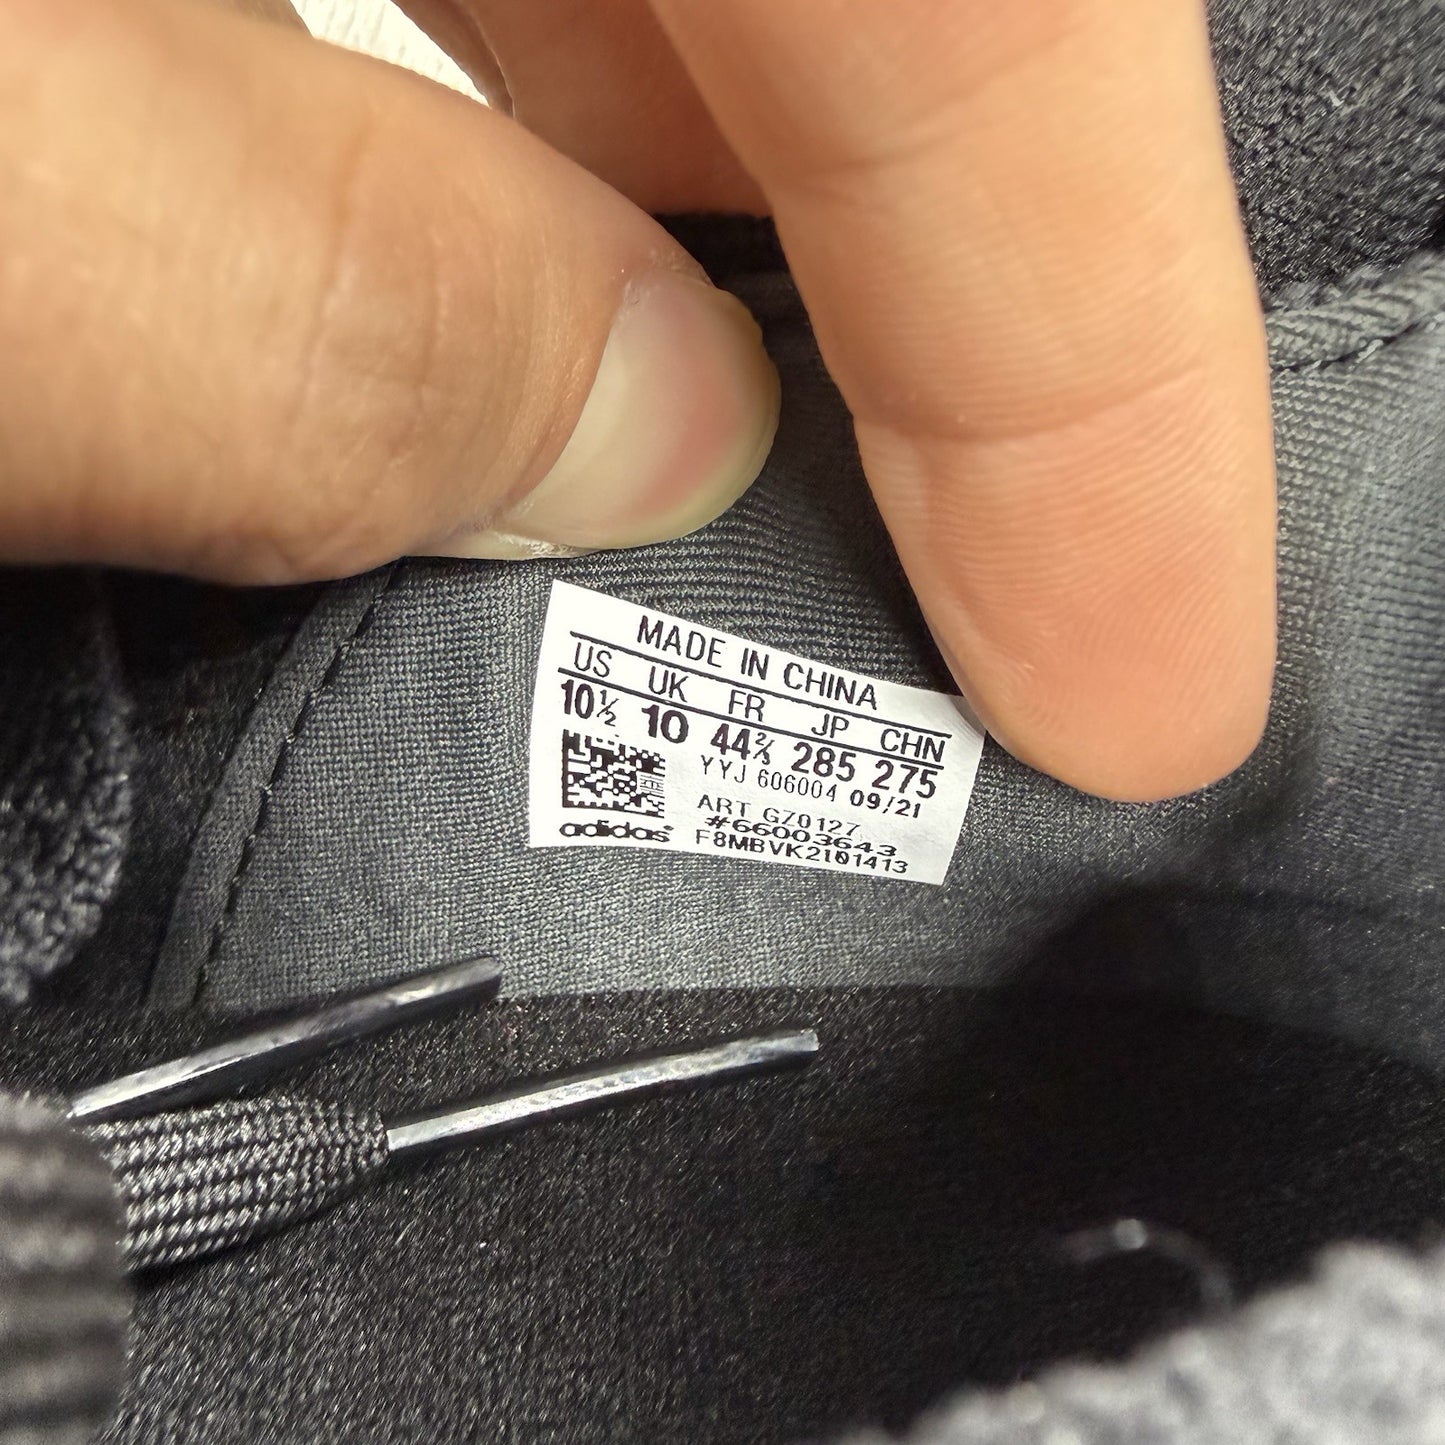 MADE IN CHINA
US UK FR JP CHN
10½ 10 44⅔ 285 275
YYJ 606004 09/21
ART GZ0127
#66003643
F8MBVK2101413
adidas